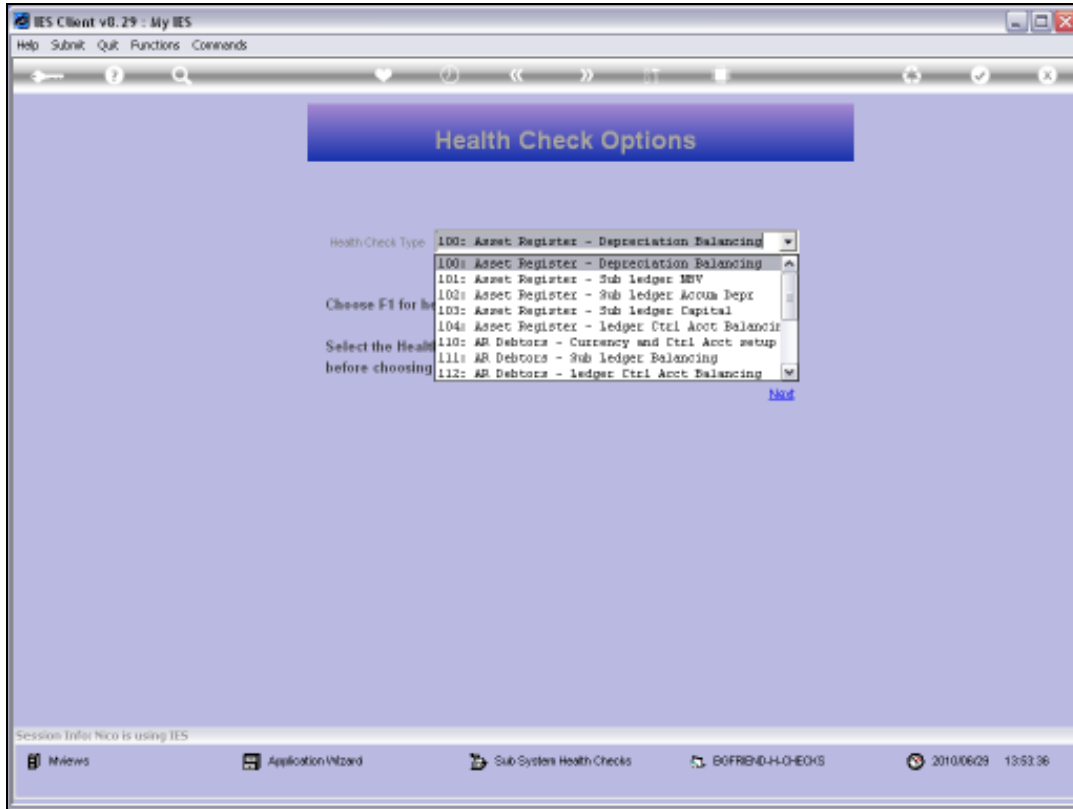 IES Client v8.29 : My IES
Help Submit Quit Functions Commands
Health Check Options
Health Check Type 100: Asset Register - Depreciation Balancing
100: Asset Register - Depreciation Balancing
101: Asset Register - Sub ledger NBV
102: Asset Register - Sub ledger Accum Depr
Choose F1 for he
103: Asset Register - Sub ledger Capital
104: Asset Register - ledger Ctrl Acct Balancin
110: AR Debtors - Currency and Ctrl Acct setup
Select the Healt
111: AR Debtors - Sub ledger Balancing
before choosing
112: AR Debtors - ledger Ctrl Acct Balancing
Next
Session Info: Nico is using IES
Mviews Application Wizard Sub System Health Checks BGFRIEND-H-CHECKS 2010/06/29 13:53:36